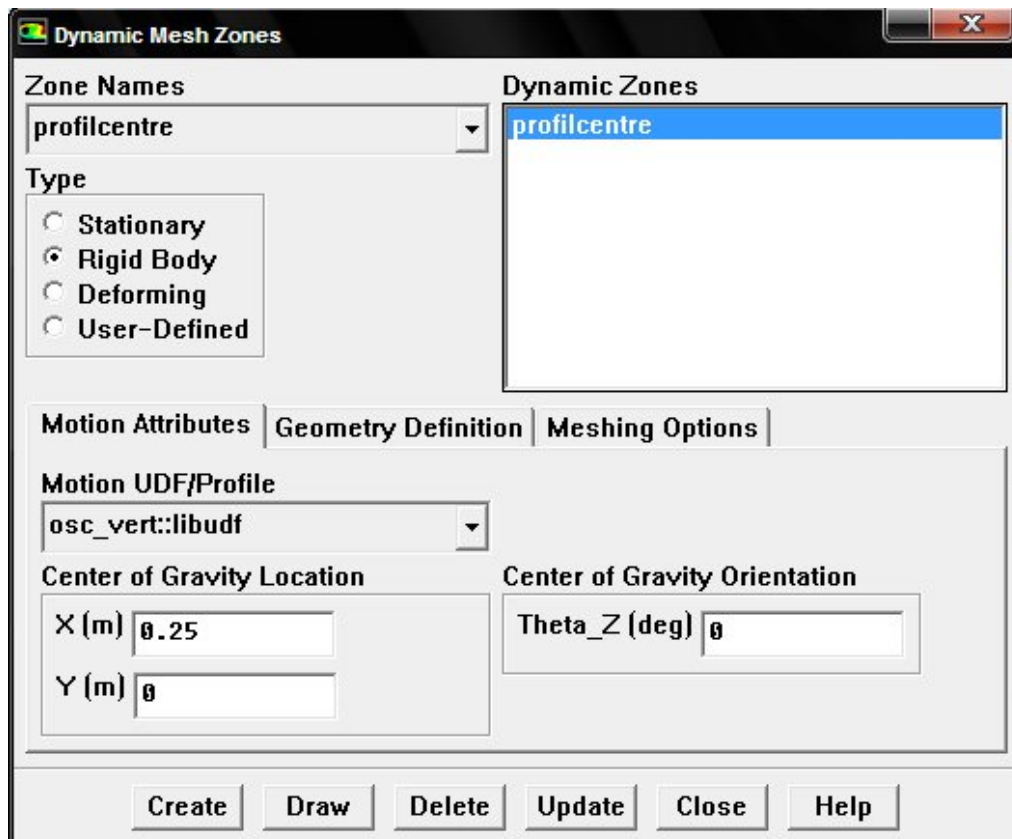 Dynamic Mesh Zones
Zone Names
profilcentre
Dynamic Zones
profilcentre
Type
Stationary
Rigid Body
Deforming
User-Defined
Motion Attributes
Geometry Definition
Meshing Options
Motion UDF/Profile
osc_vert::libudf
Center of Gravity Location
X (m) 0.25
Y (m) 0
Center of Gravity Orientation
Theta_Z (deg) 0
Create Draw Delete Update Close Help